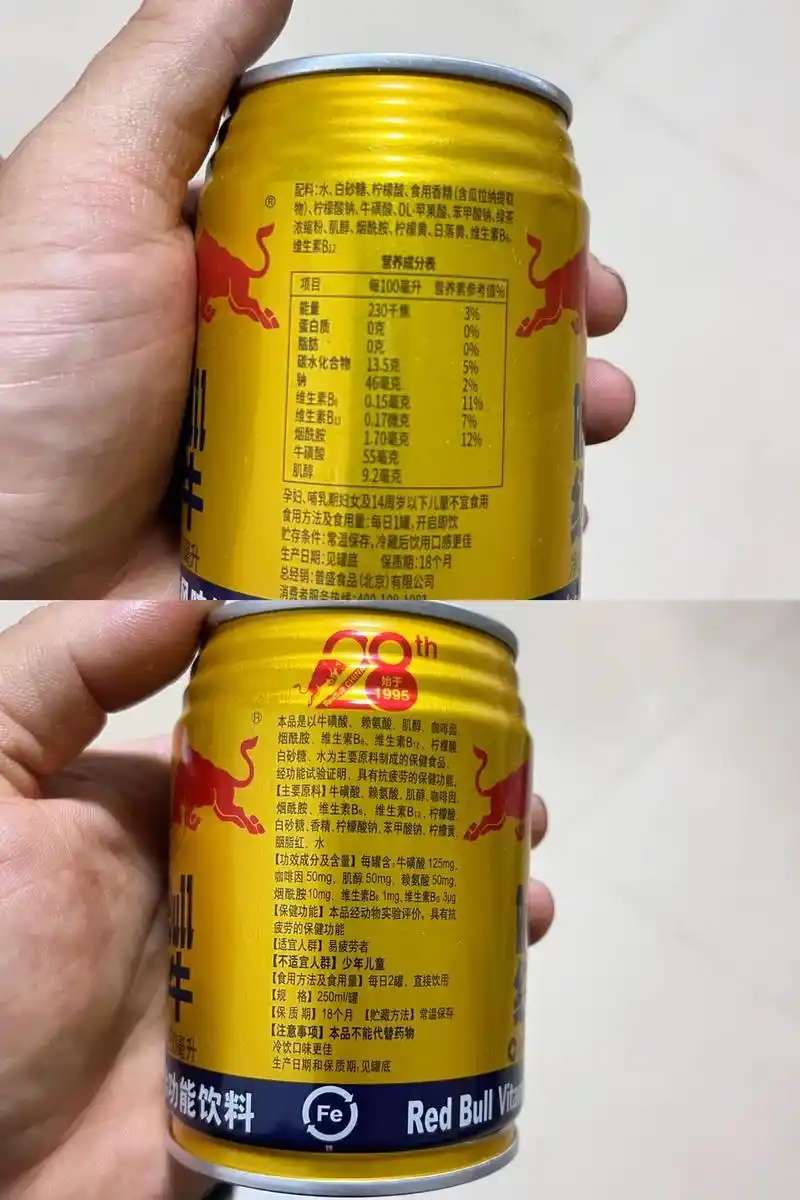 配料:水、白砂糖、柠檬酸、食用香精(含瓜拉纳提取
物)、柠檬酸钠、牛磺酸、DL-苹果酸、苯甲酸钠、绿茶
浓缩粉、肌醇、烟酰胺、柠檬黄、日落黄、维生素B₆、
维生素B₁₂
®
营养成分表
项目 每100毫升 营养素参考值%
能量 230千焦 3%
蛋白质 0克 0%
脂肪 0克 0%
碳水化合物 13.5克 5%
钠 46毫克 2%
维生素B₆ 0.15毫克 11%
维生素B₁₂ 0.17微克 7%
烟酰胺 1.70毫克 12%
牛磺酸 55毫克
肌醇 9.2毫克
孕妇、哺乳期妇女及14周岁以下儿童不宜食用
食用方法及食用量:每日1罐,开启即饮
贮存条件:常温保存,冷藏后饮用口感更佳
生产日期:见罐底 保质期:18个月
总经销:普盛食品(北京)有限公司
消费者服务热线:400-108-1991
ull
牛
毫升
28th
CHINA
始于
1995
®
本品是以牛磺酸、赖氨酸、肌醇、咖啡因
烟酰胺、维生素B₆、维生素B₁₂、柠檬酸、
白砂糖、水为主要原料制成的保健食品,
经功能试验证明,具有抗疲劳的保健功能。
【主要原料】牛磺酸、赖氨酸、肌醇、咖啡因、
烟酰胺、维生素B₆、维生素B₁₂、柠檬酸、
白砂糖、香精、柠檬酸钠、苯甲酸钠、柠檬黄
胭脂红、水
【功效成分及含量】每罐含:牛磺酸 125mg、
咖啡因 50mg、肌醇 50mg、赖氨酸 50mg、
烟酰胺 10mg、维生素B₆ 1mg、维生素B₁₂ 3μg
【保健功能】本品经动物实验评价,具有抗
疲劳的保健功能
【适宜人群】易疲劳者
【不适宜人群】少年儿童
【食用方法及食用量】每日2罐、直接饮用
【规 格】250ml/罐
【保质期】18个月 【贮藏方法】常温保存
【注意事项】本品不能代替药物
冷饮口味更佳
生产日期和保质期:见罐底
ull
牛
毫升
功能饮料
Fe
Red Bull Vita